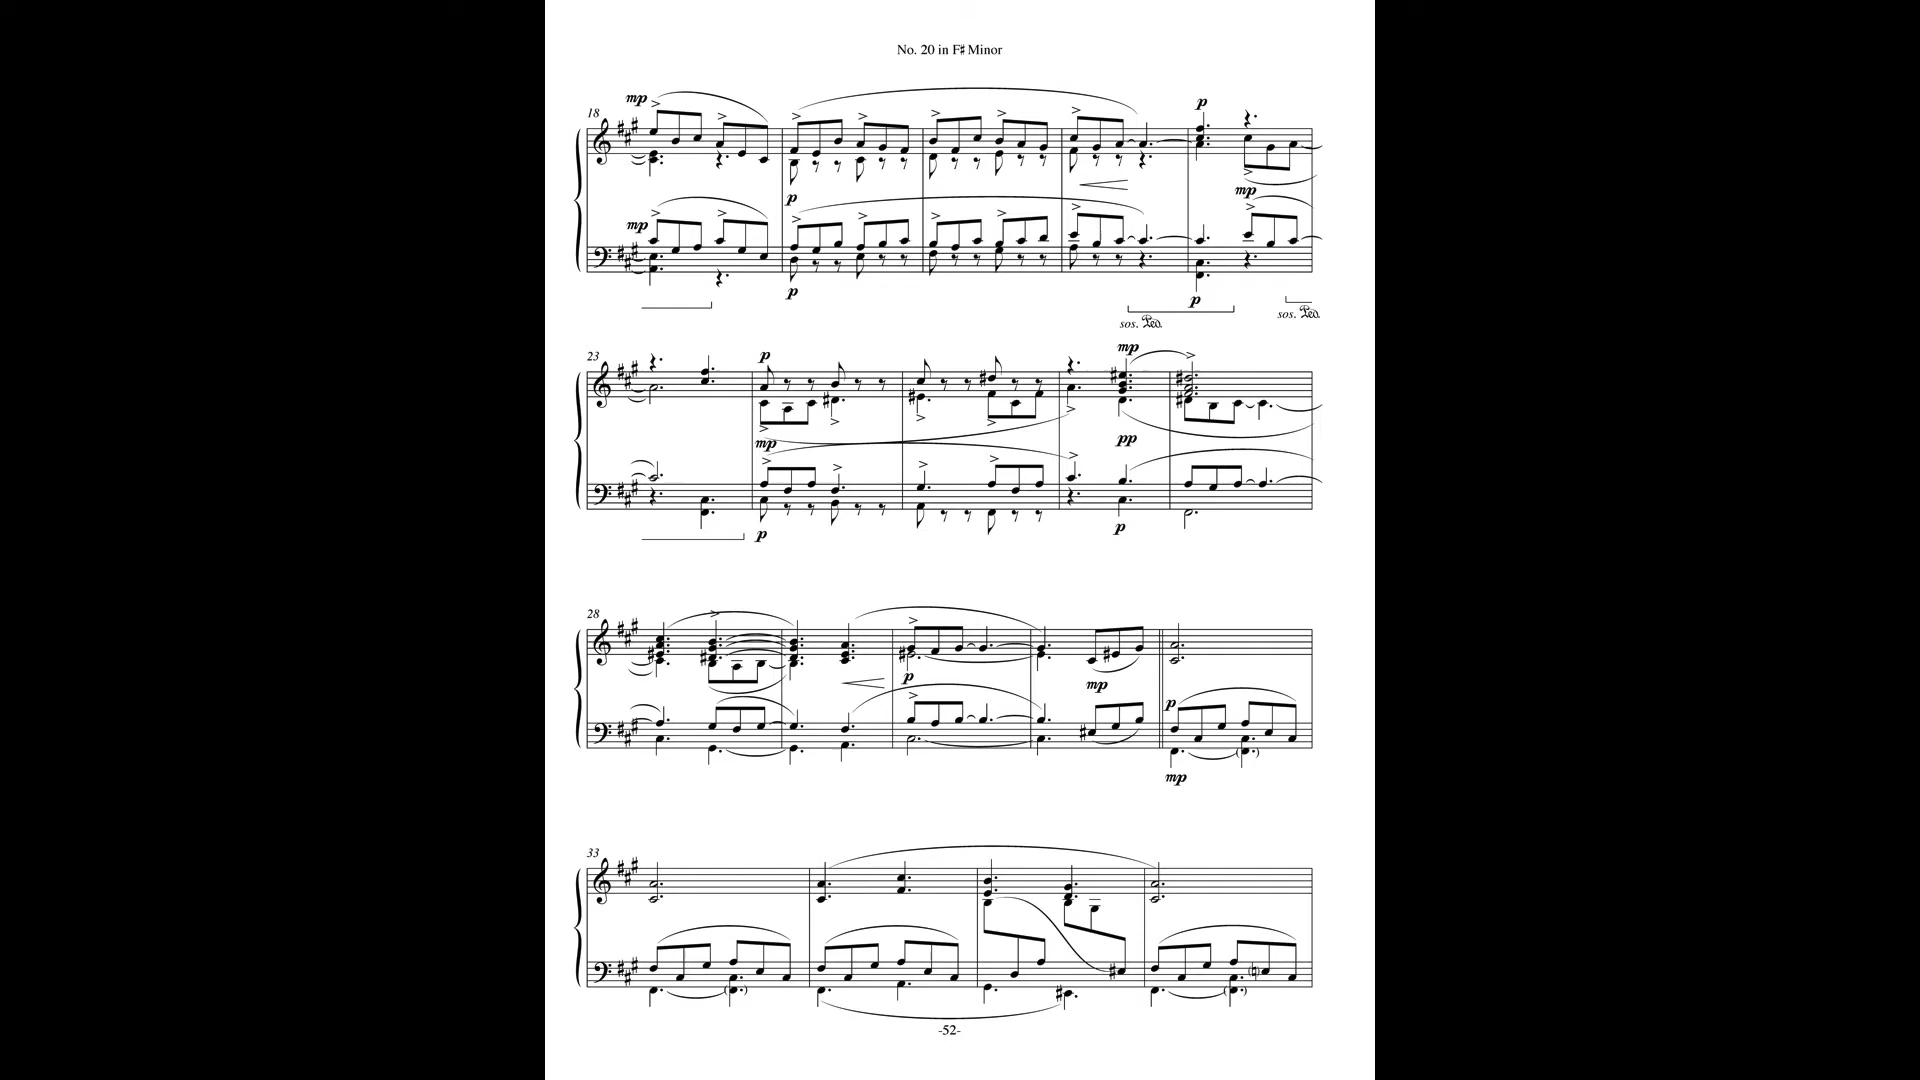 No. 20 in F♯ Minor
mp
p
18
mp
mp
p
p
p
sos. Ped.
sos. Ped.
mp
23
p
mp
pp
p
p
28
p
mp
p
mp
33
-52-